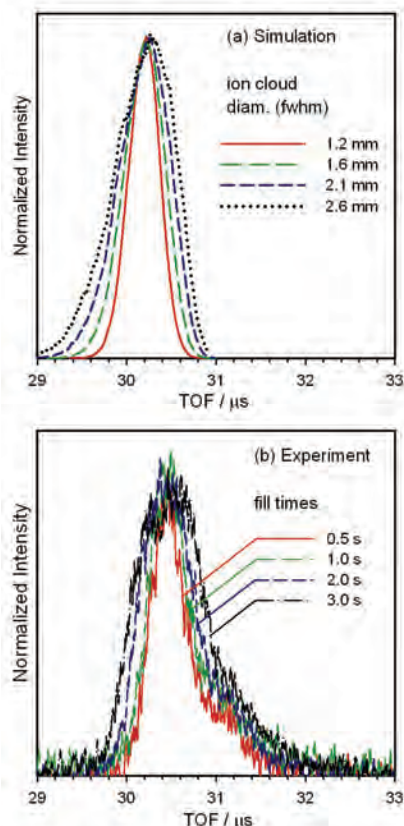 (a) Simulation
ion cloud
diam. (fwhm)
1.2 mm
1.6 mm
2.1 mm
2.6 mm
Normalized Intensity
29 30 31 32 33
TOF / μs
(b) Experiment
fill times
0.5 s
1.0 s
2.0 s
3.0 s
Normalized Intensity
29 30 31 32 33
TOF / μs